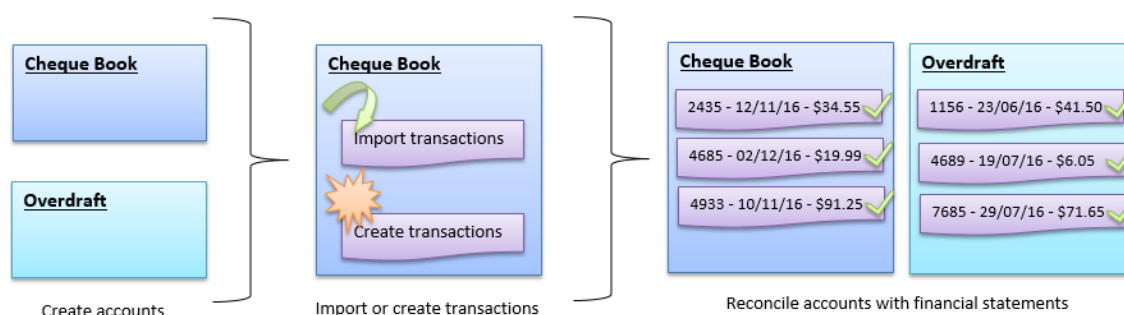 Cheque Book
Overdraft
Create accounts
Cheque Book
Import transactions
Create transactions
Import or create transactions
Cheque Book
2435 - 12/11/16 - $34.55
4685 - 02/12/16 - $19.99
4933 - 10/11/16 - $91.25
Overdraft
1156 - 23/06/16 - $41.50
4689 - 19/07/16 - $6.05
7685 - 29/07/16 - $71.65
Reconcile accounts with financial statements